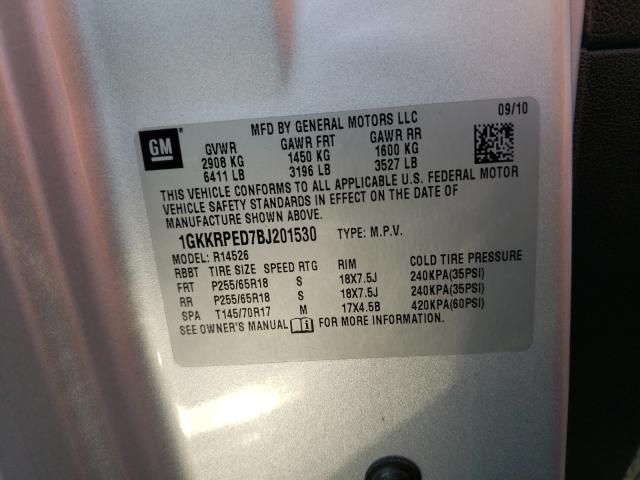 MFD BY GENERAL MOTORS LLC 09/10
GM
GVWR GAWR FRT GAWR RR
2908 KG 1450 KG 1600 KG
6411 LB 3196 LB 3527 LB
THIS VEHICLE CONFORMS TO ALL APPLICABLE U.S. FEDERAL MOTOR
VEHICLE SAFETY STANDARDS IN EFFECT ON THE DATE OF
MANUFACTURE SHOWN ABOVE.
1GKKRPED7BJ201530 TYPE: M.P.V.
MODEL: R14526
RBBT TIRE SIZE SPEED RTG RIM COLD TIRE PRESSURE
FRT P255/65R18 S 18X7.5J 240KPA(35PSI)
RR P255/65R18 S 18X7.5J 240KPA(35PSI)
SPA T145/70R17 M 17X4.5B 420KPA(60PSI)
SEE OWNER'S MANUAL FOR MORE INFORMATION.